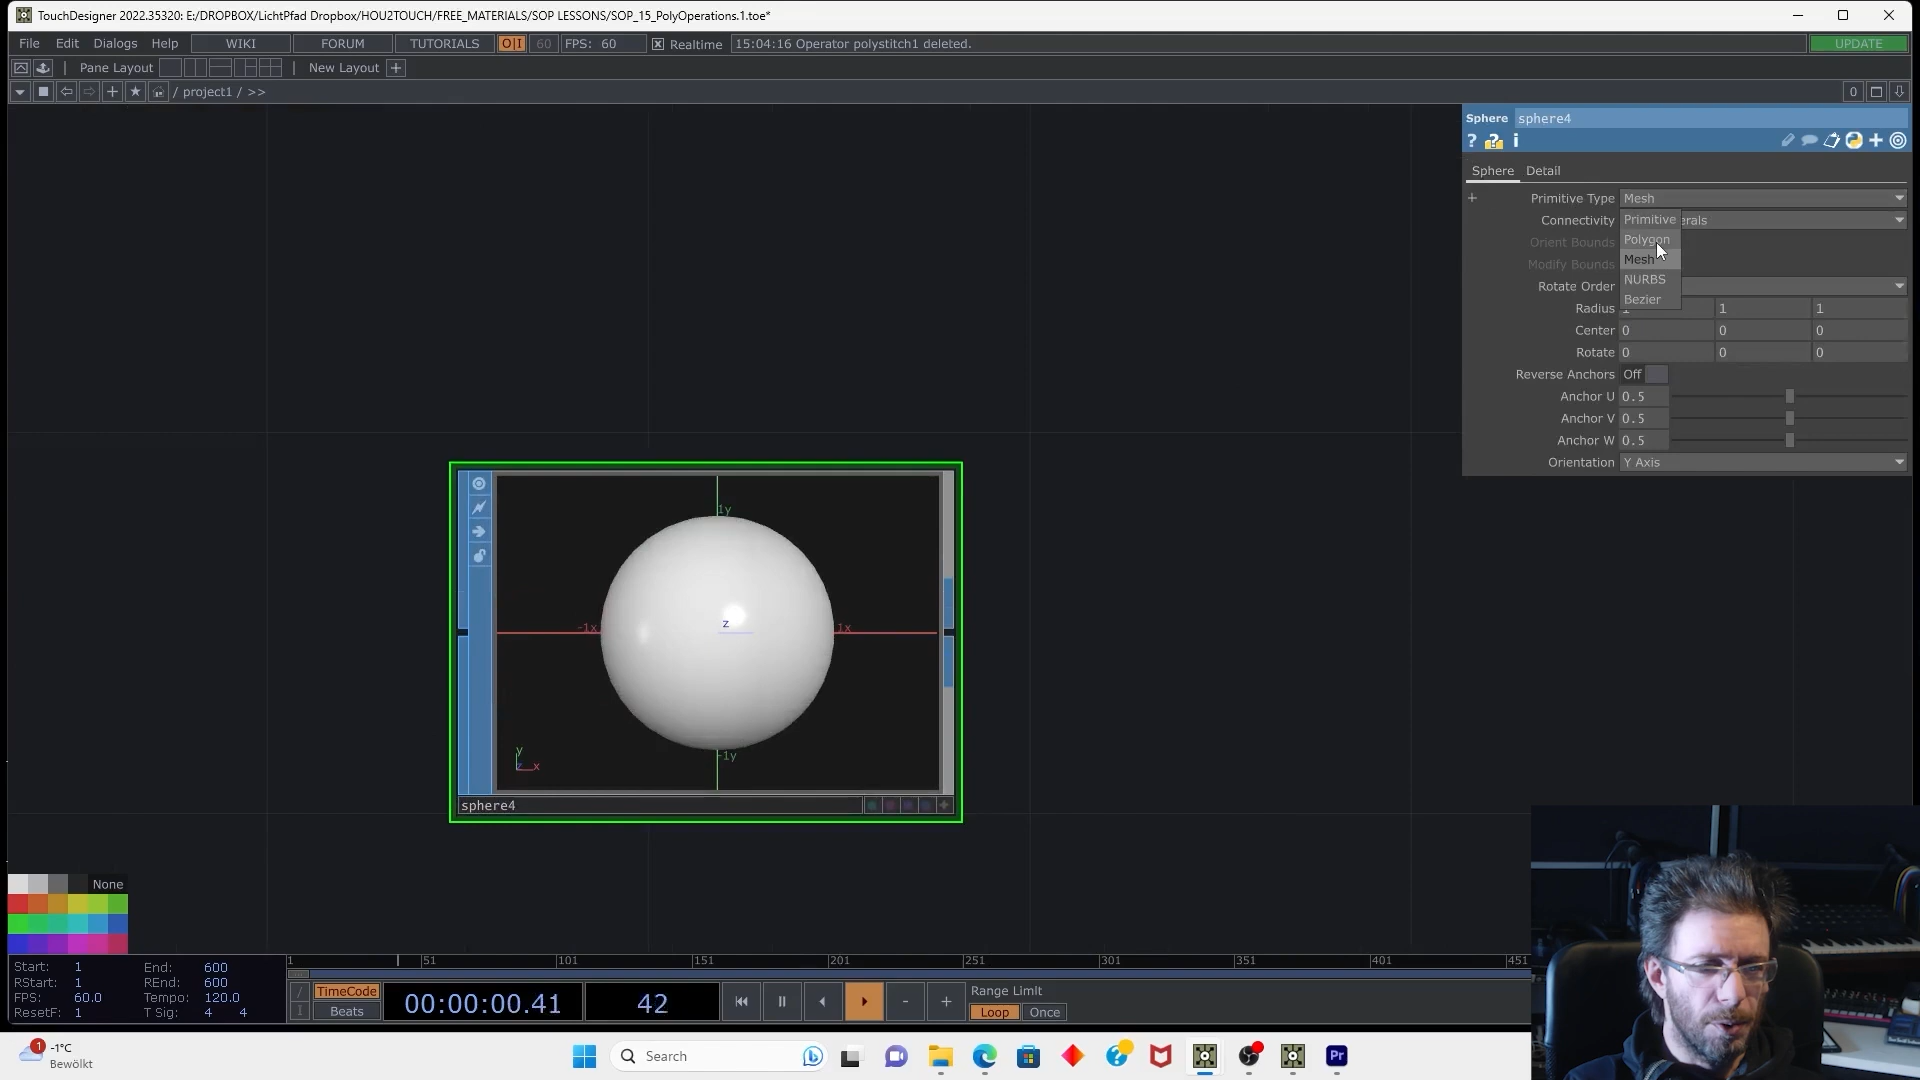 TouchDesigner 2022.35320: E:/DROPBOX/LichtPfad Dropbox/HOU2TOUCH/FREE_MATERIALS/SOP LESSONS/SOP_15_PolyOperations.1.toe*
File Edit Dialogs Help WIKI FORUM TUTORIALS O|I 60 FPS: 60 Realtime 15:04:16 Operator polystitch1 deleted. UPDATE
Pane Layout New Layout +
/ project1 / >> 0
Sphere sphere4
? i
Sphere Detail
+ Primitive Type Mesh
Primitive
Connectivity erals
Orient Bounds Polygon
Modify Bounds Mesh
Rotate Order NURBS
Bezier
Radius 1 1 1
Center 0 0 0
Rotate 0 0 0
Reverse Anchors Off
Anchor U 0.5
Anchor V 0.5
Anchor W 0.5
Orientation Y Axis
1y
z
-1x 1x
-1y
y
z x
sphere4
None
1 51 101 151 201 251 301 351 401 451
Start: 1 End: 600
RStart: 1 REnd: 600
FPS: 60.0 Tempo: 120.0
ResetF: 1 T Sig: 4 4
/ TimeCode
I Beats
00:00:00.41 42 - +
Range Limit
Loop Once
1 -1°C
Bewölkt
Search
Pr